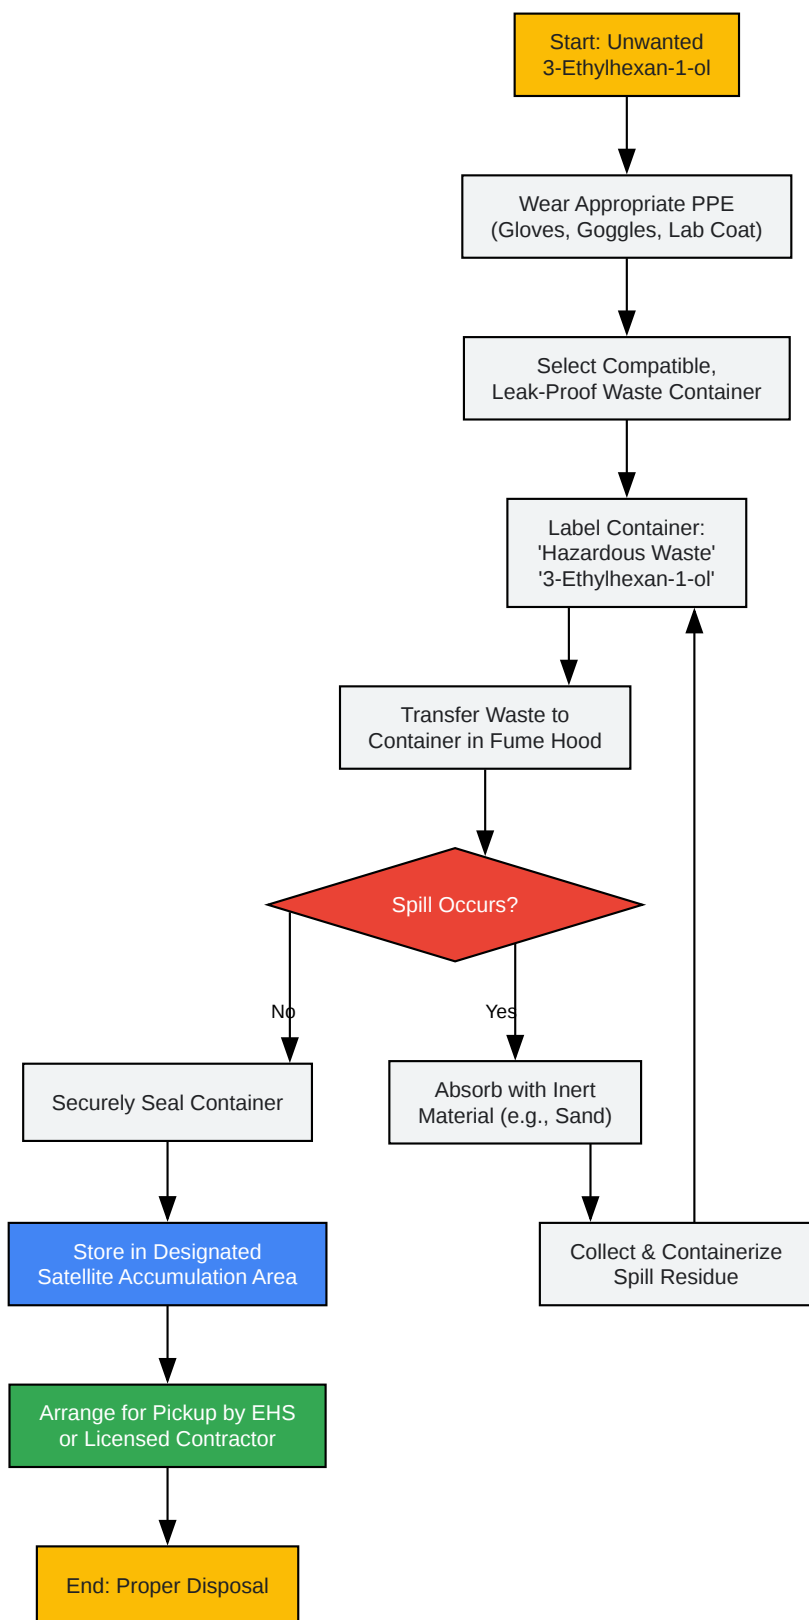 Start: Unwanted
3-Ethylhexan-1-ol
Wear Appropriate PPE
(Gloves, Goggles, Lab Coat)
Select Compatible,
Leak-Proof Waste Container
Label Container:
'Hazardous Waste'
'3-Ethylhexan-1-ol'
Transfer Waste to
Container in Fume Hood
Spill Occurs?
No
Yes
Securely Seal Container
Absorb with Inert
Material (e.g., Sand)
Store in Designated
Satellite Accumulation Area
Collect & Containerize
Spill Residue
Arrange for Pickup by EHS
or Licensed Contractor
End: Proper Disposal